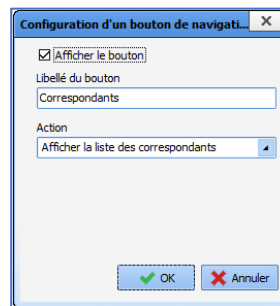 Configuration d'un bouton de navigati...
Afficher le bouton
Libellé du bouton
Correspondants
Action
Afficher la liste des correspondants
OK
Annuler